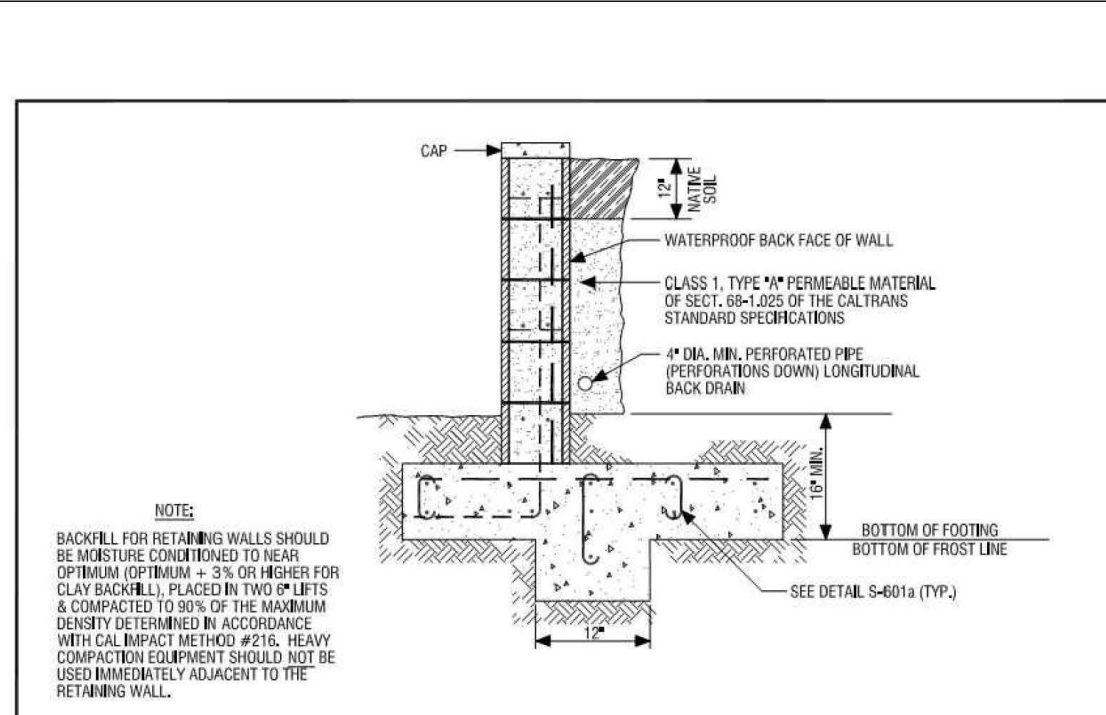 CAP
12"
NATIVE
SOIL
WATERPROOF BACK FACE OF WALL
CLASS 1, TYPE "A" PERMEABLE MATERIAL
OF SECT. 68-1.025 OF THE CALTRANS
STANDARD SPECIFICATIONS
4" DIA. MIN. PERFORATED PIPE
(PERFORATIONS DOWN) LONGITUDINAL
BACK DRAIN
16" MIN.
BOTTOM OF FOOTING
BOTTOM OF FROST LINE
SEE DETAIL S-601a (TYP.)
12"
NOTE:
BACKFILL FOR RETAINING WALLS SHOULD
BE MOISTURE CONDITIONED TO NEAR
OPTIMUM (OPTIMUM + 3% OR HIGHER FOR
CLAY BACKFILL), PLACED IN TWO 6" LIFTS
& COMPACTED TO 90% OF THE MAXIMUM
DENSITY DETERMINED IN ACCORDANCE
WITH CAL IMPACT METHOD #216. HEAVY
COMPACTION EQUIPMENT SHOULD NOT BE
USED IMMEDIATELY ADJACENT TO THE
RETAINING WALL.